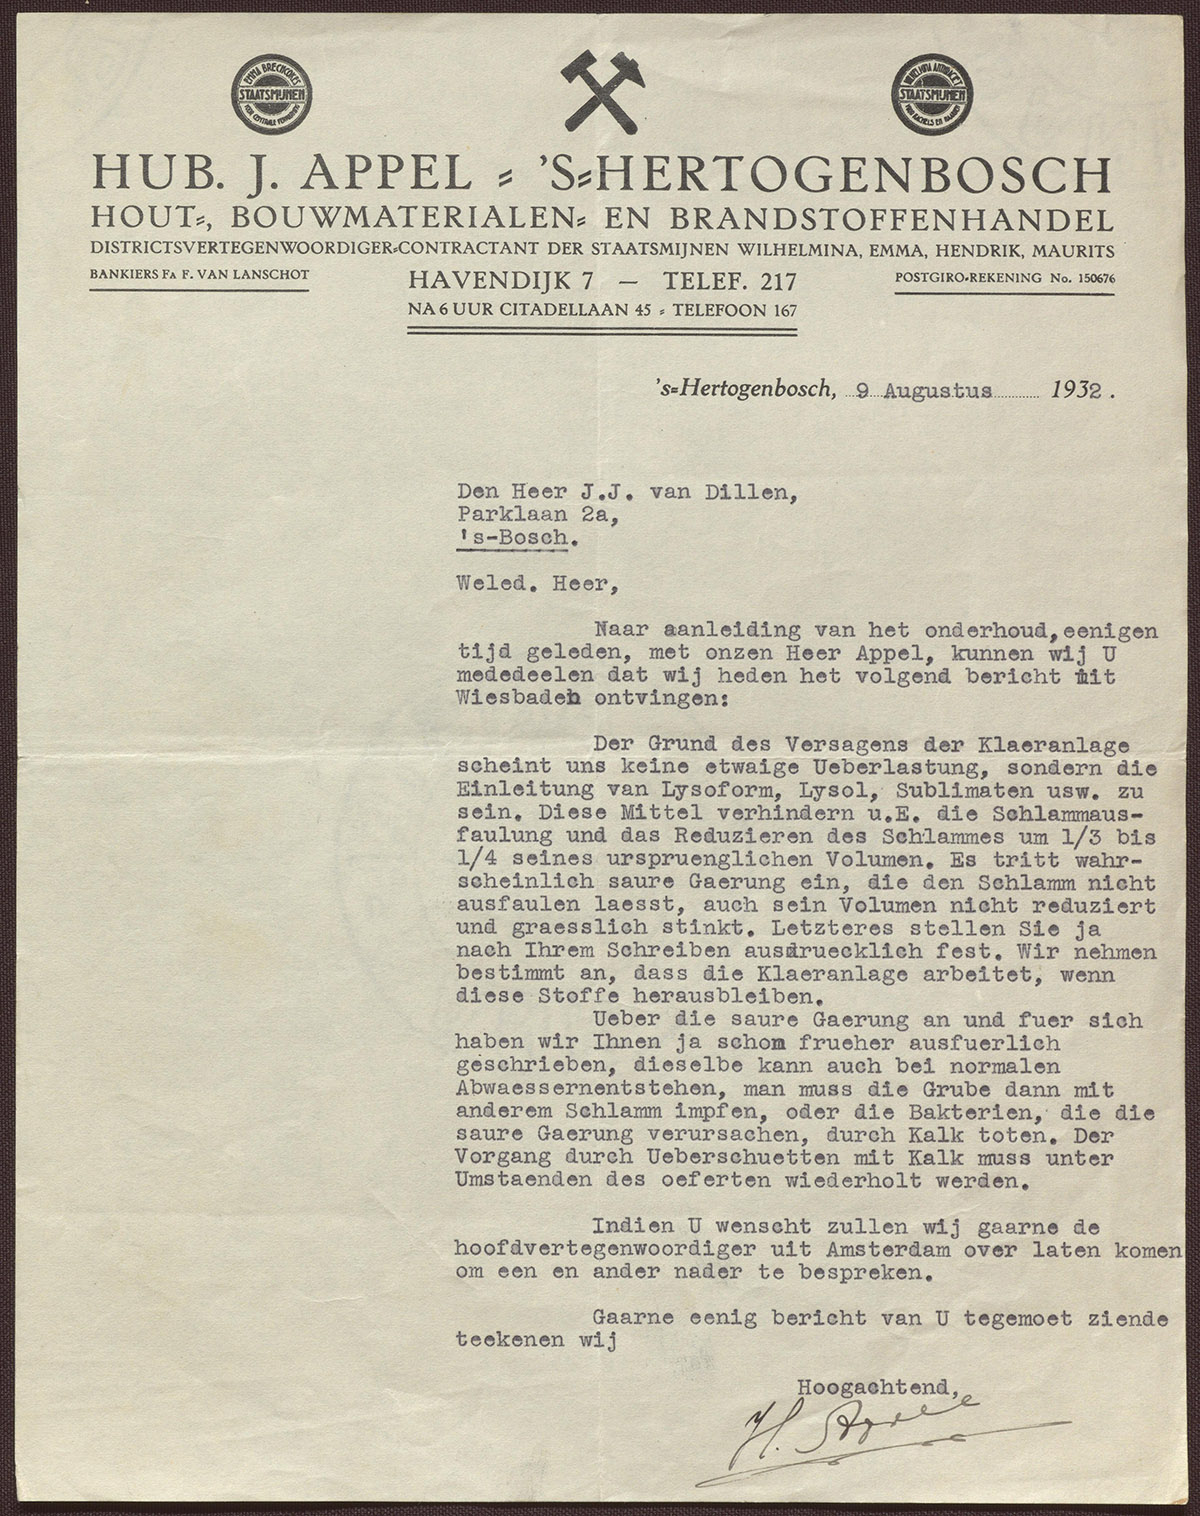 EMMA BRECHCOKES
STAATSMIJNEN
VOOR CENTRALE VERWARMING
STAATSMIJNEN
VOOR KACHELS EN HAARDEN
HUB. J. APPEL = 'S=HERTOGENBOSCH
HOUT=, BOUWMATERIALEN= EN BRANDSTOFFENHANDEL
DISTRICTSVERTEGENWOORDIGER=CONTRACTANT DER STAATSMIJNEN WILHELMINA, EMMA, HENDRIK, MAURITS
BANKIERS FA F. VAN LANSCHOT
HAVENDIJK 7 — TELEF. 217
POSTGIRO=REKENING No. 150676
NA 6 UUR CITADELLAAN 45 = TELEFOON 167
's=Hertogenbosch, 9 Augustus 1932.
Den Heer J.J. van Dillen,
Parklaan 2a,
's-Bosch.
Weled. Heer,
Naar aanleiding van het onderhoud,eenigen
tijd geleden, met onzen Heer Appel, kunnen wij U
mededeelen dat wij heden het volgend bericht uit
Wiesbaden ontvingen:
Der Grund des Versagens der Klaeranlage
scheint uns keine etwaige Ueberlastung, sondern die
Einleitung van Lysoform, Lysol, Sublimaten usw. zu
sein. Diese Mittel verhindern u.E. die Schlammaus-
faulung und das Reduzieren des Schlammes um 1/3 bis
1/4 seines urspruenglichen Volumen. Es tritt wahr-
scheinlich saure Gaerung ein, die den Schlamm nicht
ausfaulen laesst, auch sein Volumen nicht reduziert
und graesslich stinkt. Letzteres stellen Sie ja
nach Ihrem Schreiben ausdruecklich fest. Wir nehmen
bestimmt an, dass die Klaeranlage arbeitet, wenn
diese Stoffe herausbleiben.
Ueber die saure Gaerung an und fuer sich
haben wir Ihnen ja schon frueher ausfuerlich
geschrieben, dieselbe kann auch bei normalen
Abwaessernentstehen, man muss die Grube dann mit
anderem Schlamm impfen, oder die Bakterien, die die
saure Gaerung verursachen, durch Kalk toten. Der
Vorgang durch Ueberschuetten mit Kalk muss unter
Umstaenden des oeferten wiederholt werden.
Indien U wenscht zullen wij gaarne de
hoofdvertegenwoordiger uit Amsterdam over laten komen
om een en ander nader te bespreken.
Gaarne eenig bericht van U tegemoet ziende
teekenen wij
Hoogachtend,
H. Appel